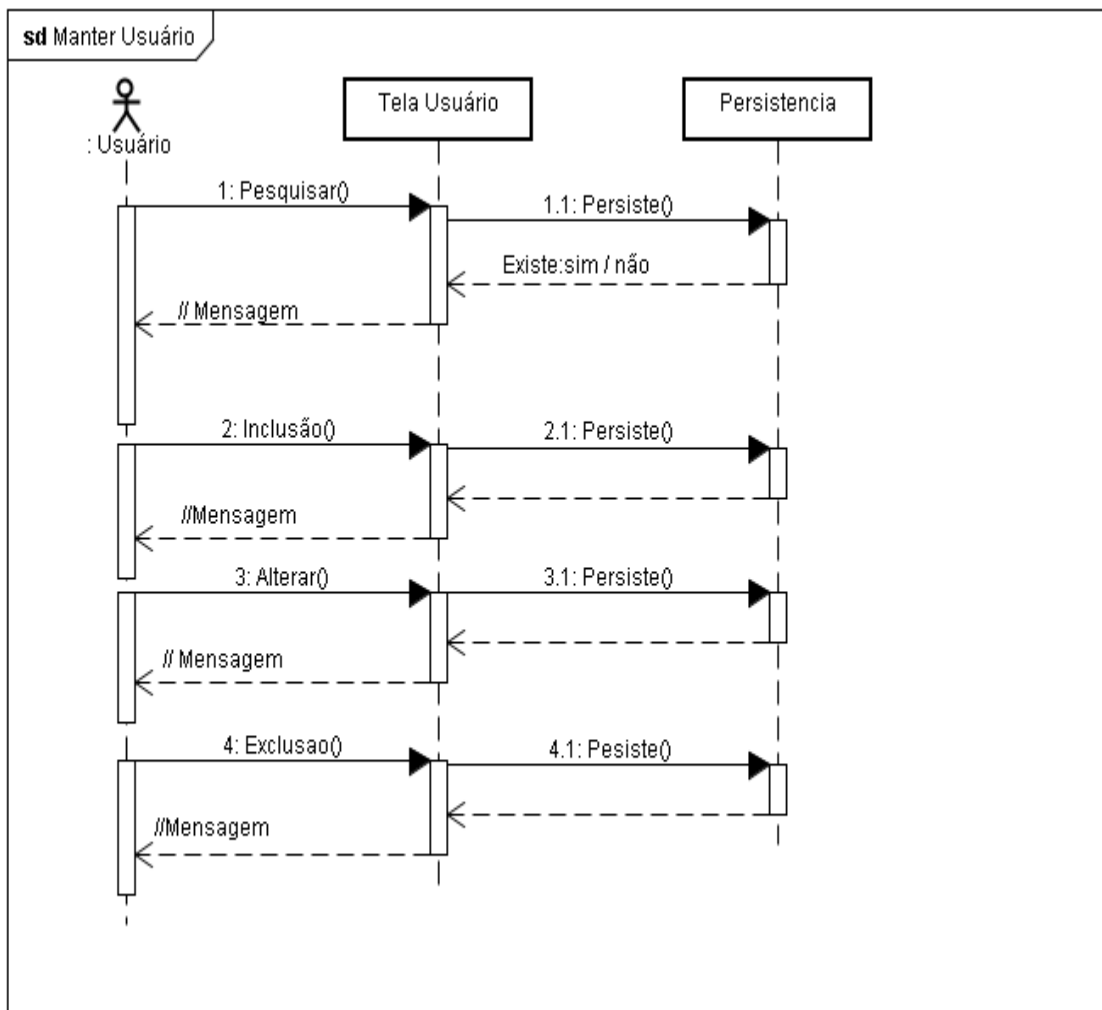 sd Manter Usuário
: Usuário
Tela Usuário
Persistencia
1: Pesquisar()
1.1: Persiste()
Existe:sim / não
// Mensagem
2: Inclusão()
2.1: Persiste()
//Mensagem
3: Alterar()
3.1: Persiste()
// Mensagem
4: Exclusao()
4.1: Pesiste()
//Mensagem